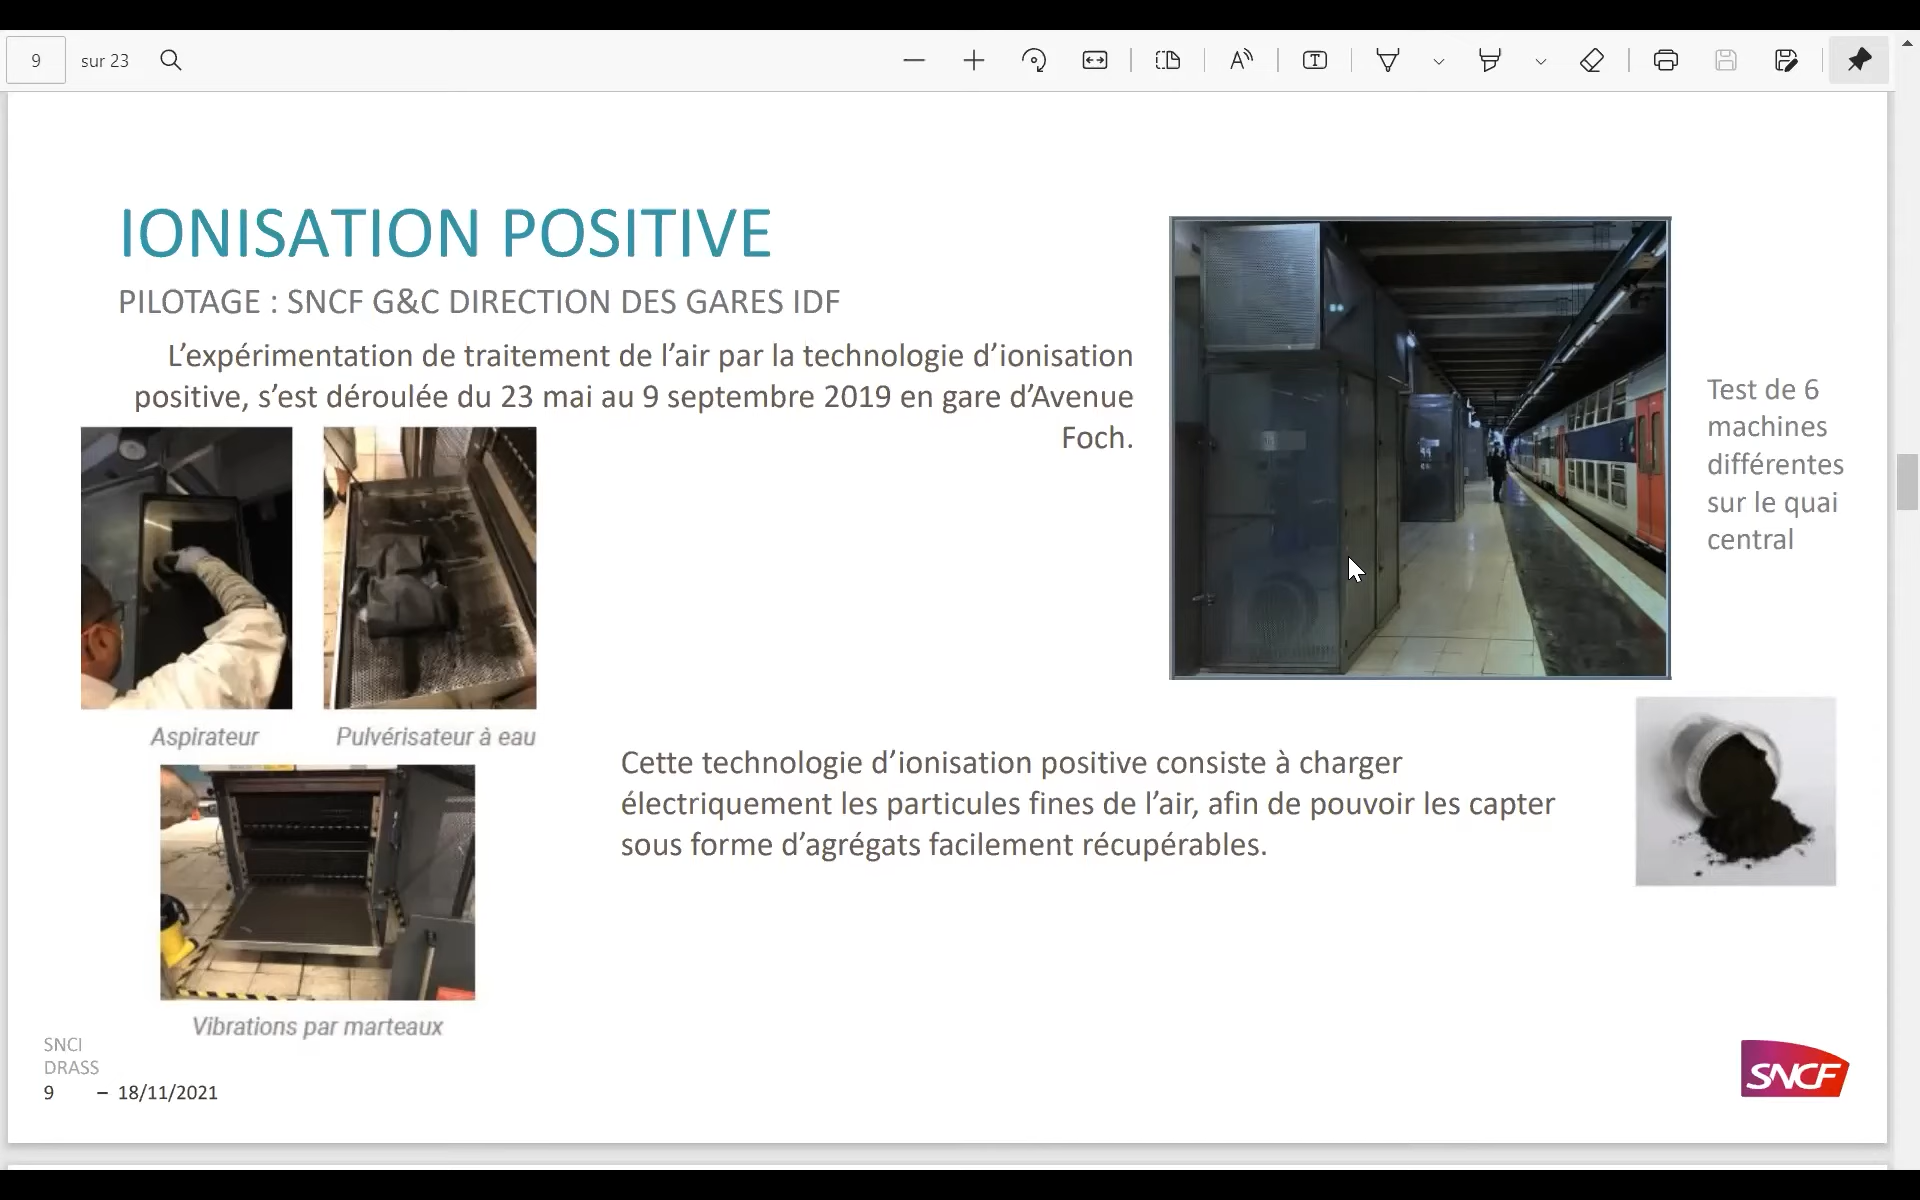 9
sur 23
IONISATION POSITIVE
PILOTAGE : SNCF G&C DIRECTION DES GARES IDF
L’expérimentation de traitement de l’air par la technologie d’ionisation
positive, s’est déroulée du 23 mai au 9 septembre 2019 en gare d’Avenue
Foch.
Test de 6
machines
différentes
sur le quai
central
Aspirateur
Pulvérisateur à eau
Cette technologie d’ionisation positive consiste à charger
électriquement les particules fines de l’air, afin de pouvoir les capter
sous forme d’agrégats facilement récupérables.
Vibrations par marteaux
SNCI
DRASS
9 – 18/11/2021
SNCF